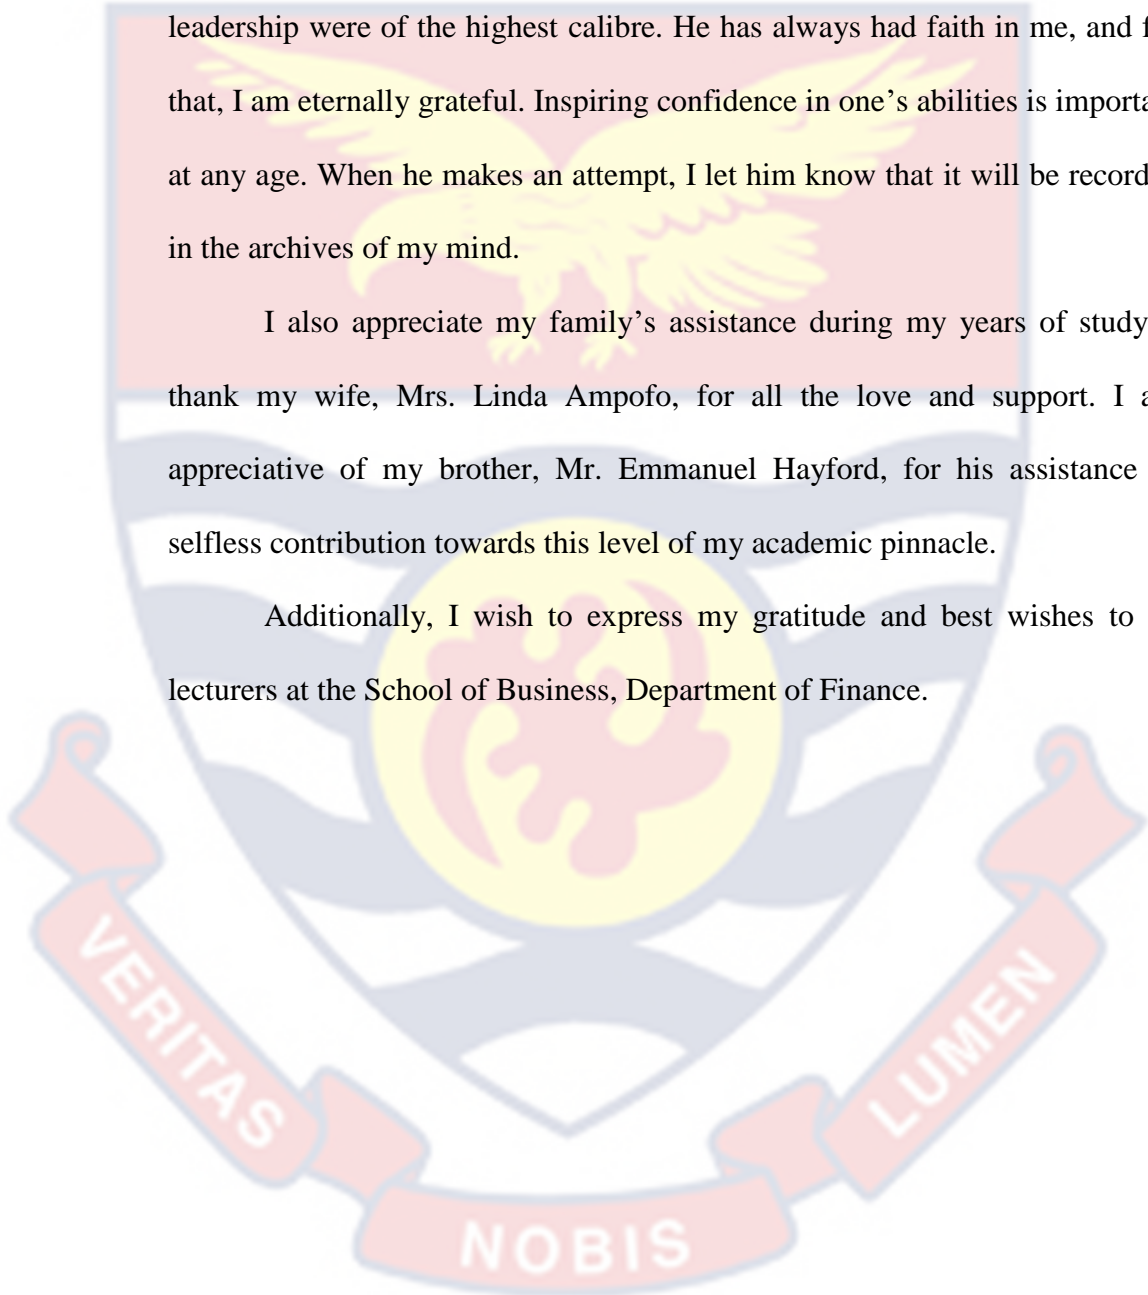 leadership were of the highest calibre. He has always had faith in me, and f
that, I am eternally grateful. Inspiring confidence in one’s abilities is importa
at any age. When he makes an attempt, I let him know that it will be record
in the archives of my mind.
I also appreciate my family’s assistance during my years of study
thank my wife, Mrs. Linda Ampofo, for all the love and support. I a
appreciative of my brother, Mr. Emmanuel Hayford, for his assistance
selfless contribution towards this level of my academic pinnacle.
Additionally, I wish to express my gratitude and best wishes to
lecturers at the School of Business, Department of Finance.
VERITAS
NOBIS
LUMEN